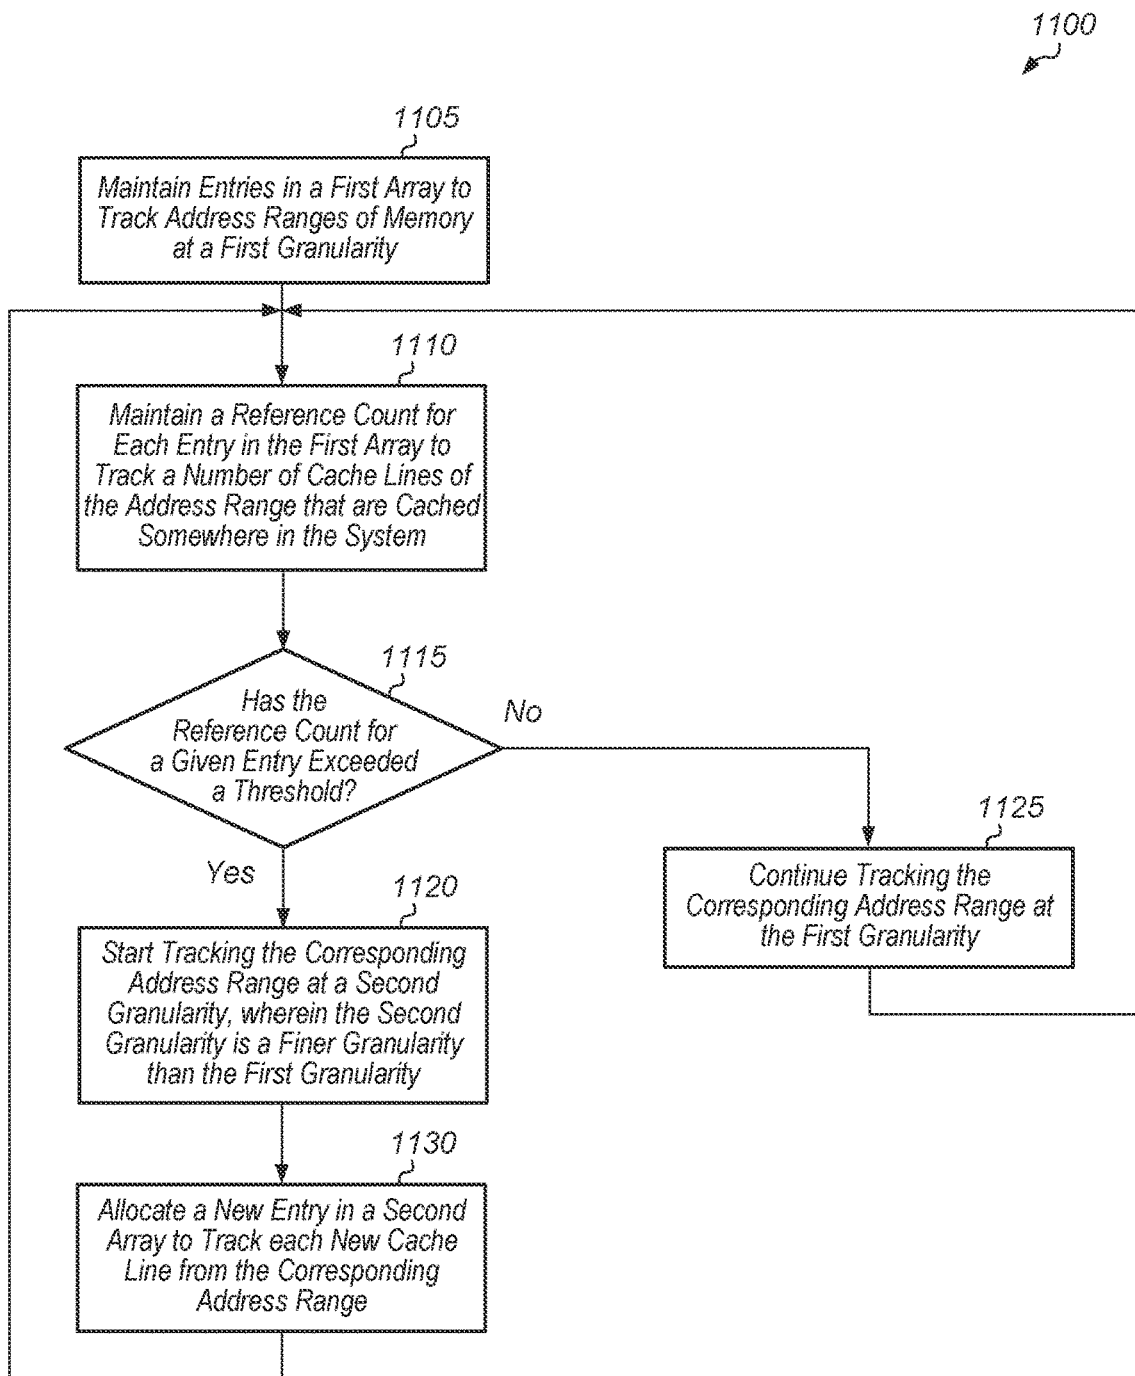 1100
1105
Maintain Entries in a First Array to
Track Address Ranges of Memory
at a First Granularity
1110
Maintain a Reference Count for
Each Entry in the First Array to
Track a Number of Cache Lines of
the Address Range that are Cached
Somewhere in the System
1115
Has the
Reference Count for
a Given Entry Exceeded
a Threshold?
No
Yes
1125
Continue Tracking the
Corresponding Address Range at
the First Granularity
1120
Start Tracking the Corresponding
Address Range at a Second
Granularity, wherein the Second
Granularity is a Finer Granularity
than the First Granularity
1130
Allocate a New Entry in a Second
Array to Track each New Cache
Line from the Corresponding
Address Range